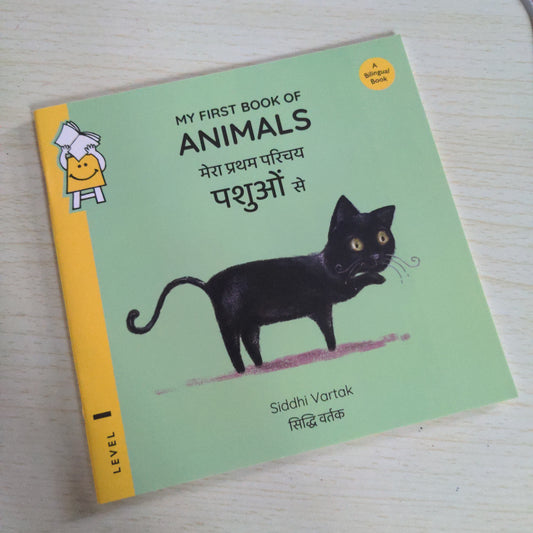 A
Bilingual
Book
MY FIRST BOOK OF
ANIMALS
मेरा प्रथम परिचय
पशुओं से
Siddhi Vartak
सिद्धि वर्तक
LEVEL 1